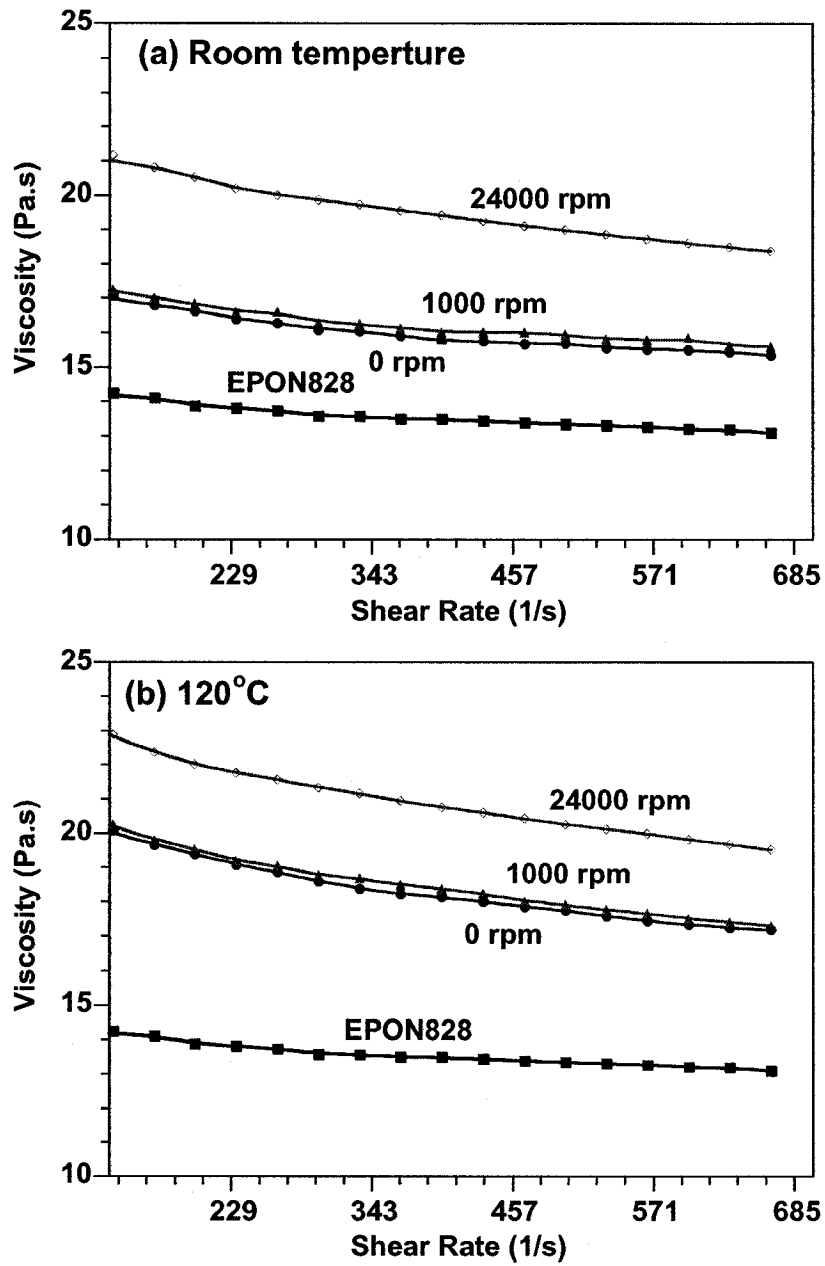 25
(a) Room temperture
24000 rpm
20
1000 rpm
0 rpm
15
EPON828
10
229 343 457 571 685
Viscosity (Pa.s)
Shear Rate (1/s)
25
(b) 120°C
24000 rpm
20
1000 rpm
0 rpm
15
EPON828
10
229 343 457 571 685
Viscosity (Pa.s)
Shear Rate (1/s)